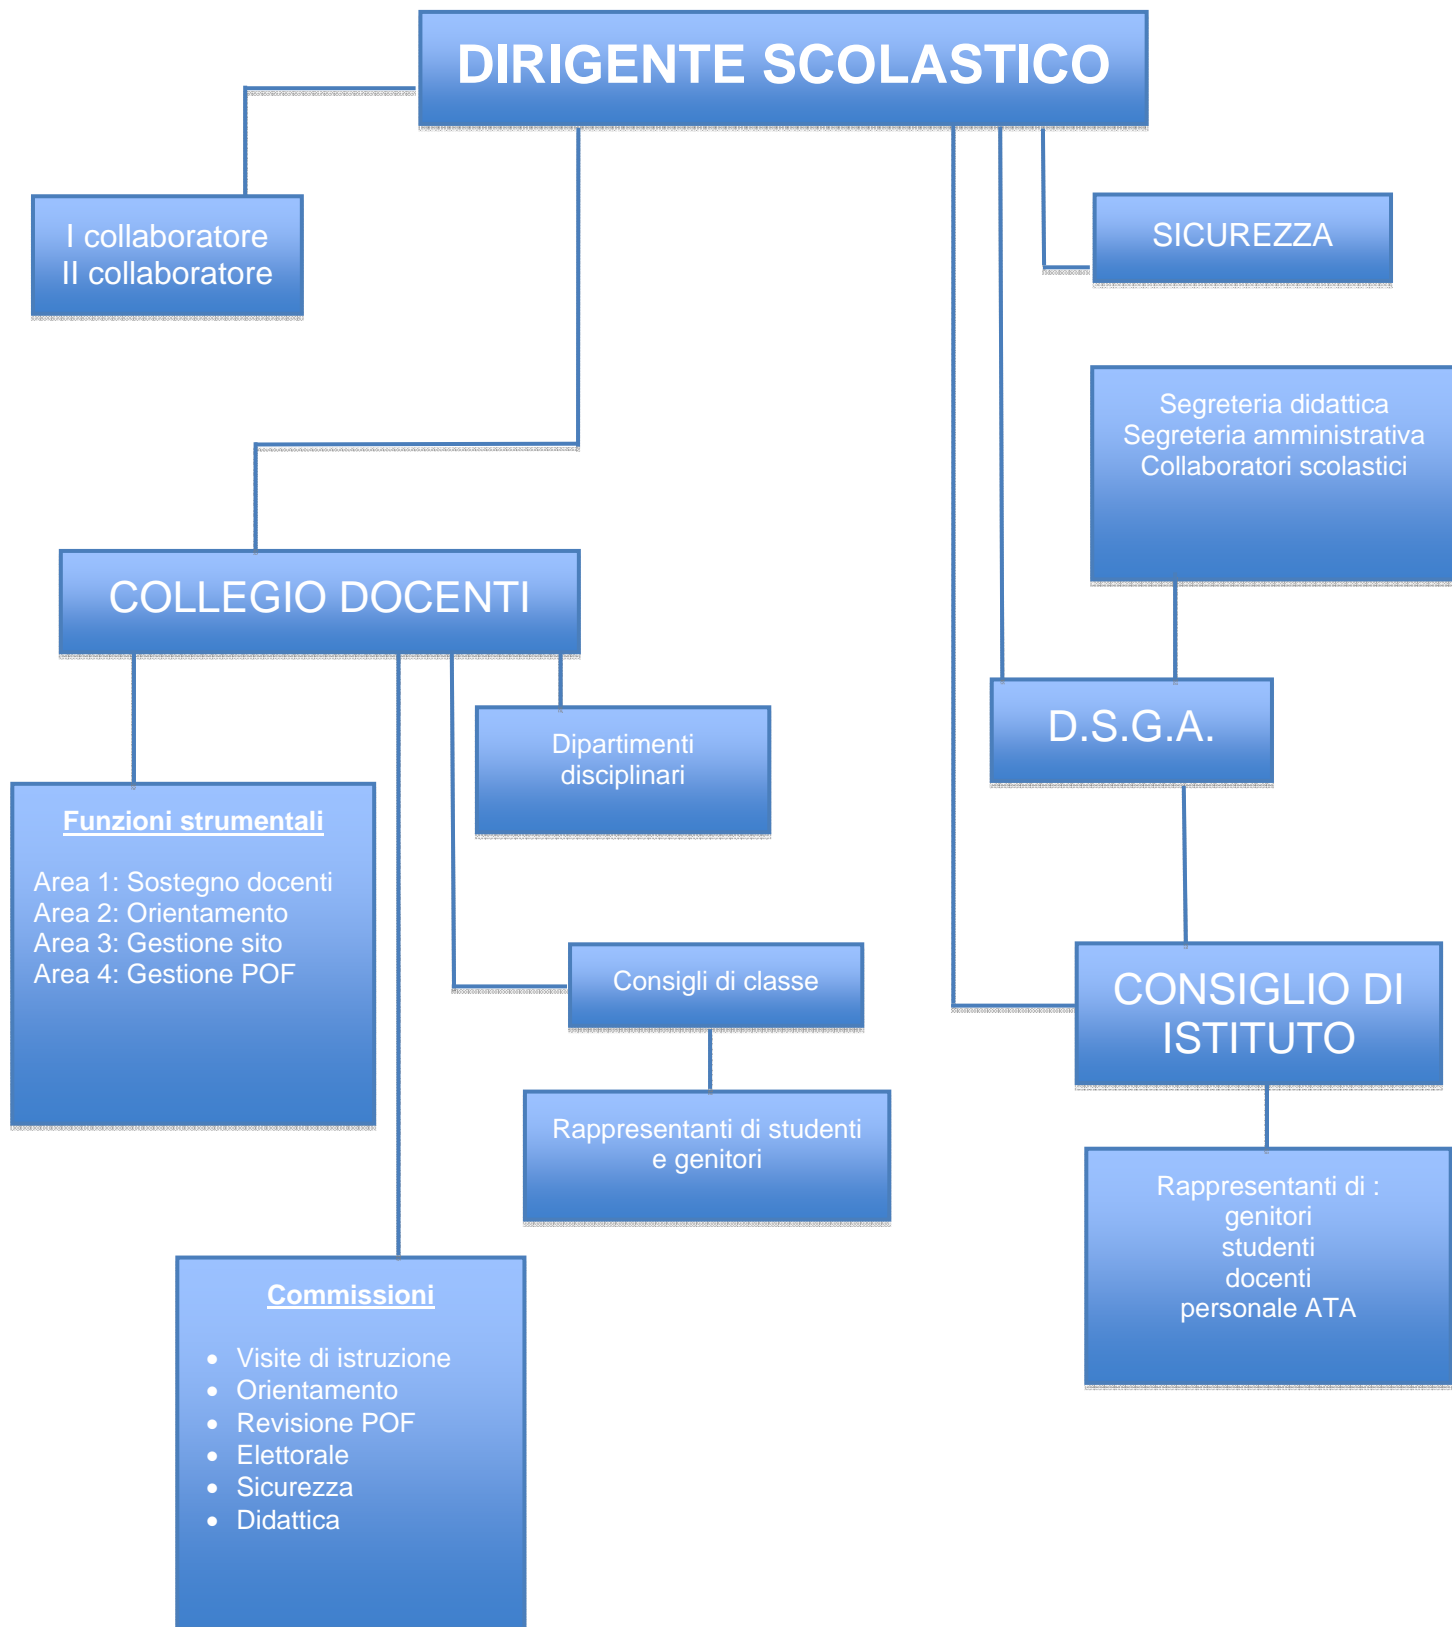 DIRIGENTE SCOLASTICO
I collaboratore
II collaboratore
SICUREZZA
Segreteria didattica
Segreteria amministrativa
Collaboratori scolastici
COLLEGIO DOCENTI
D.S.G.A.
Dipartimenti
disciplinari
Funzioni strumentali
Area 1: Sostegno docenti
Area 2: Orientamento
Area 3: Gestione sito
Area 4: Gestione POF
Consigli di classe
CONSIGLIO DI
ISTITUTO
Rappresentanti di studenti
e genitori
Rappresentanti di :
genitori
studenti
docenti
personale ATA
Commissioni
• Visite di istruzione
• Orientamento
• Revisione POF
• Elettorale
• Sicurezza
• Didattica